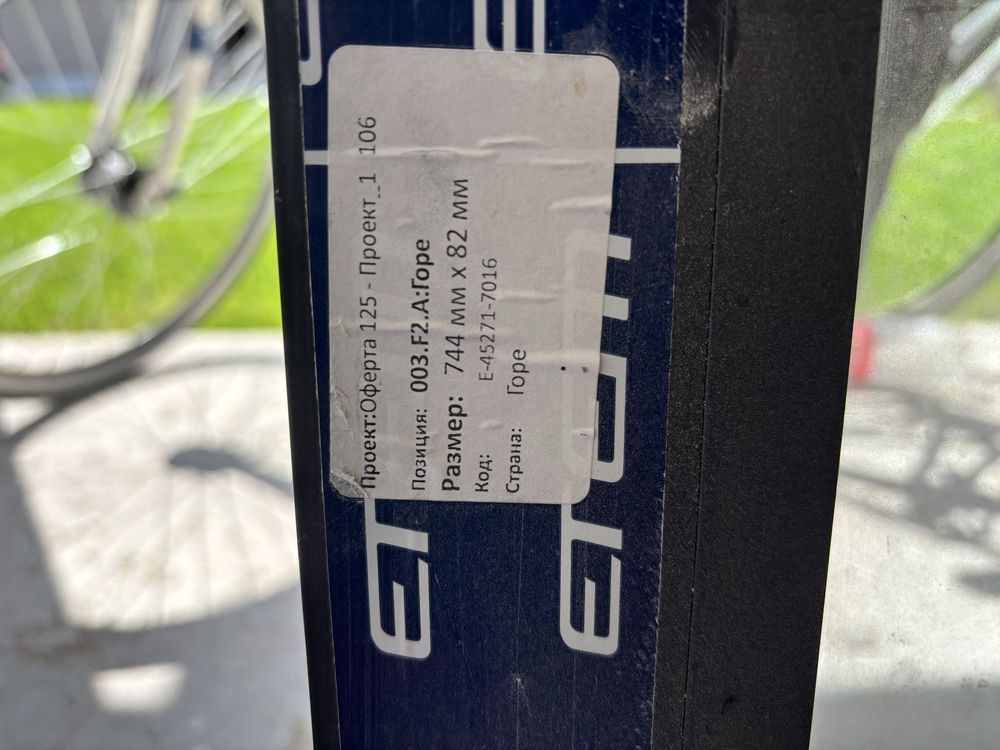 Проект:Оферта 125 - Проект_1 106
Позиция: 003.F2.A:Горе
Размер: 744 мм x 82 мм
Код: E-45271-7016
Страна: Горе